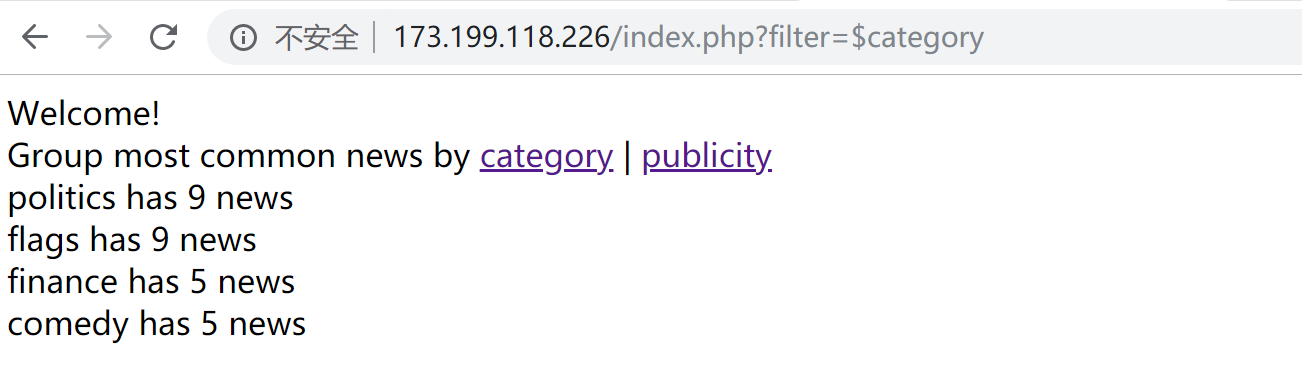 不安全 173.199.118.226/index.php?filter=$category
Welcome!
Group most common news by category | publicity
politics has 9 news
flags has 9 news
finance has 5 news
comedy has 5 news